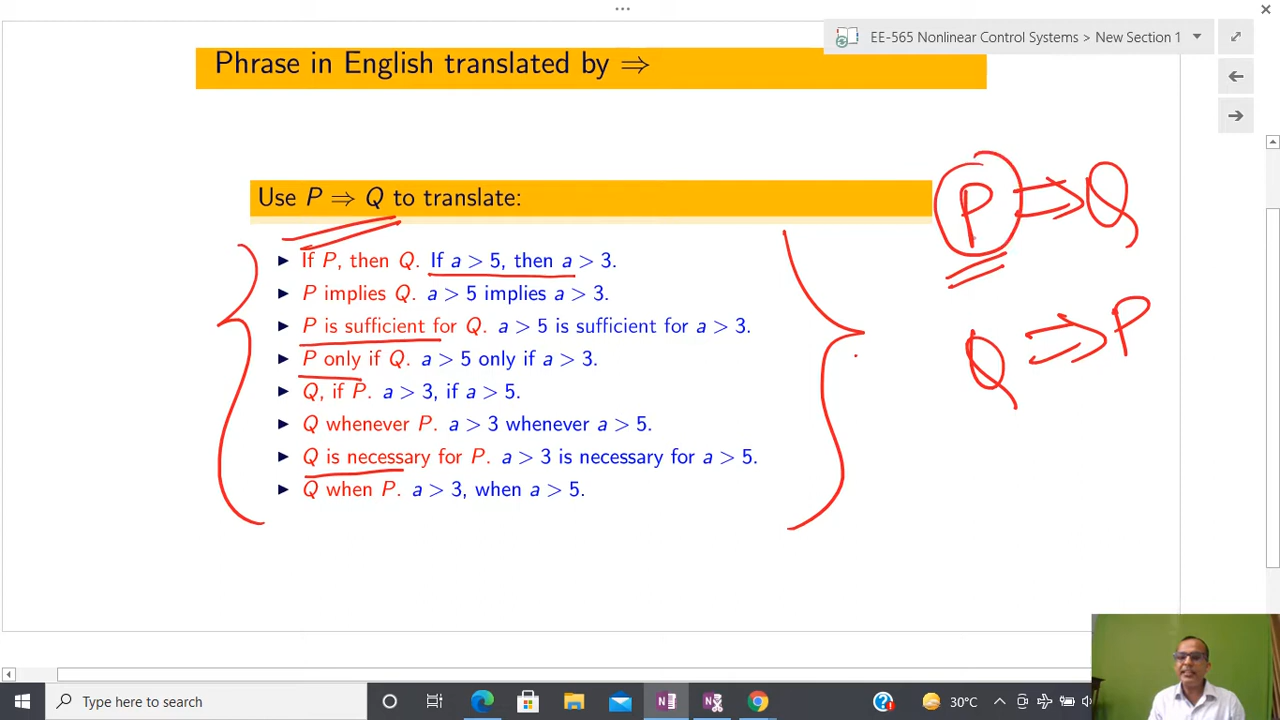 EE-565 Nonlinear Control Systems > New Section 1
Phrase in English translated by ⇒
Use P ⇒ Q to translate:
▶ If P, then Q. If a > 5, then a > 3.
▶ P implies Q. a > 5 implies a > 3.
▶ P is sufficient for Q. a > 5 is sufficient for a > 3.
▶ P only if Q. a > 5 only if a > 3.
▶ Q, if P. a > 3, if a > 5.
▶ Q whenever P. a > 3 whenever a > 5.
▶ Q is necessary for P. a > 3 is necessary for a > 5.
▶ Q when P. a > 3, when a > 5.
P ⇒ Q
Q ⇒ P
Type here to search
30°C